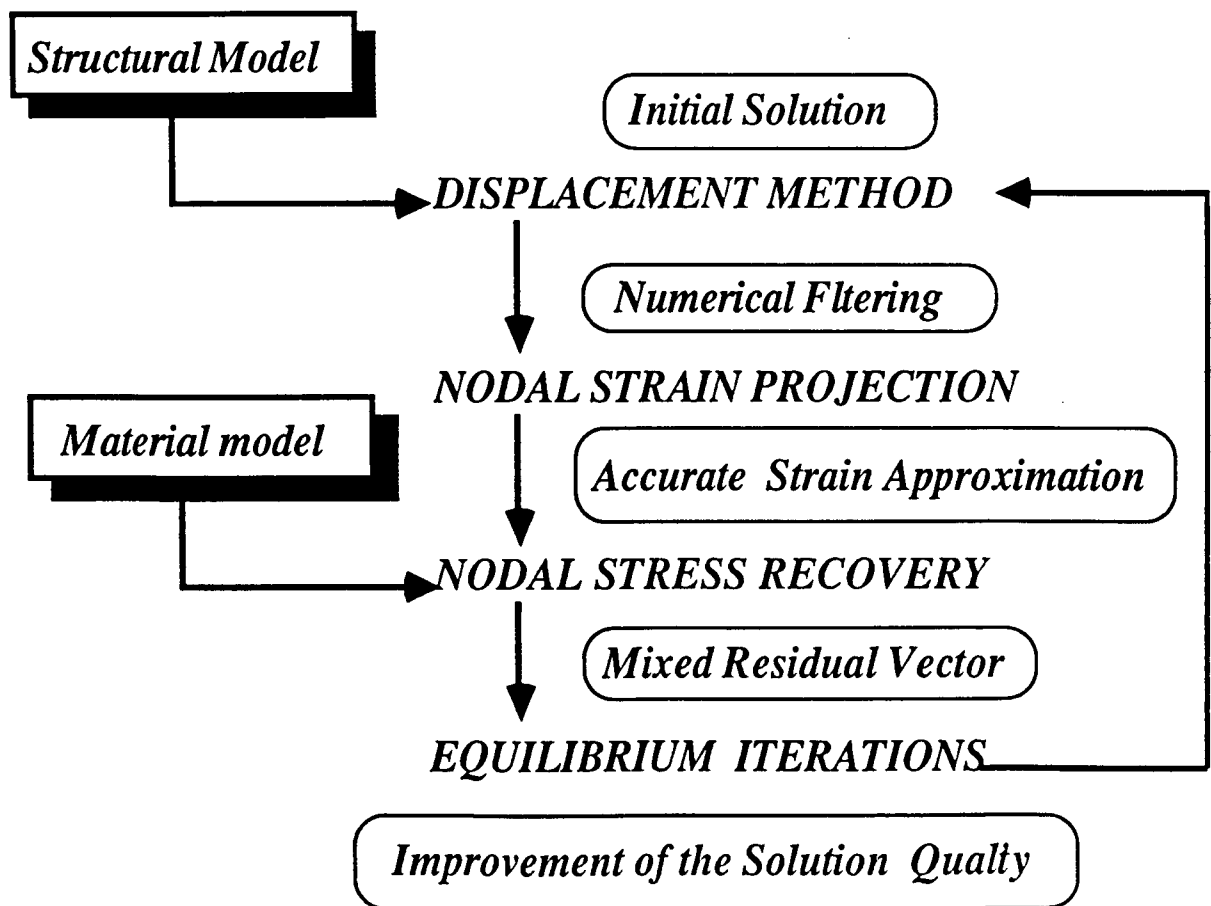 Structural Model
Initial Solution
DISPLACEMENT METHOD
Numerical Fltering
NODAL STRAIN PROJECTION
Material model
Accurate Strain Approximation
NODAL STRESS RECOVERY
Mixed Residual Vector
EQUILIBRIUM ITERATIONS
Improvement of the Solution Qualty